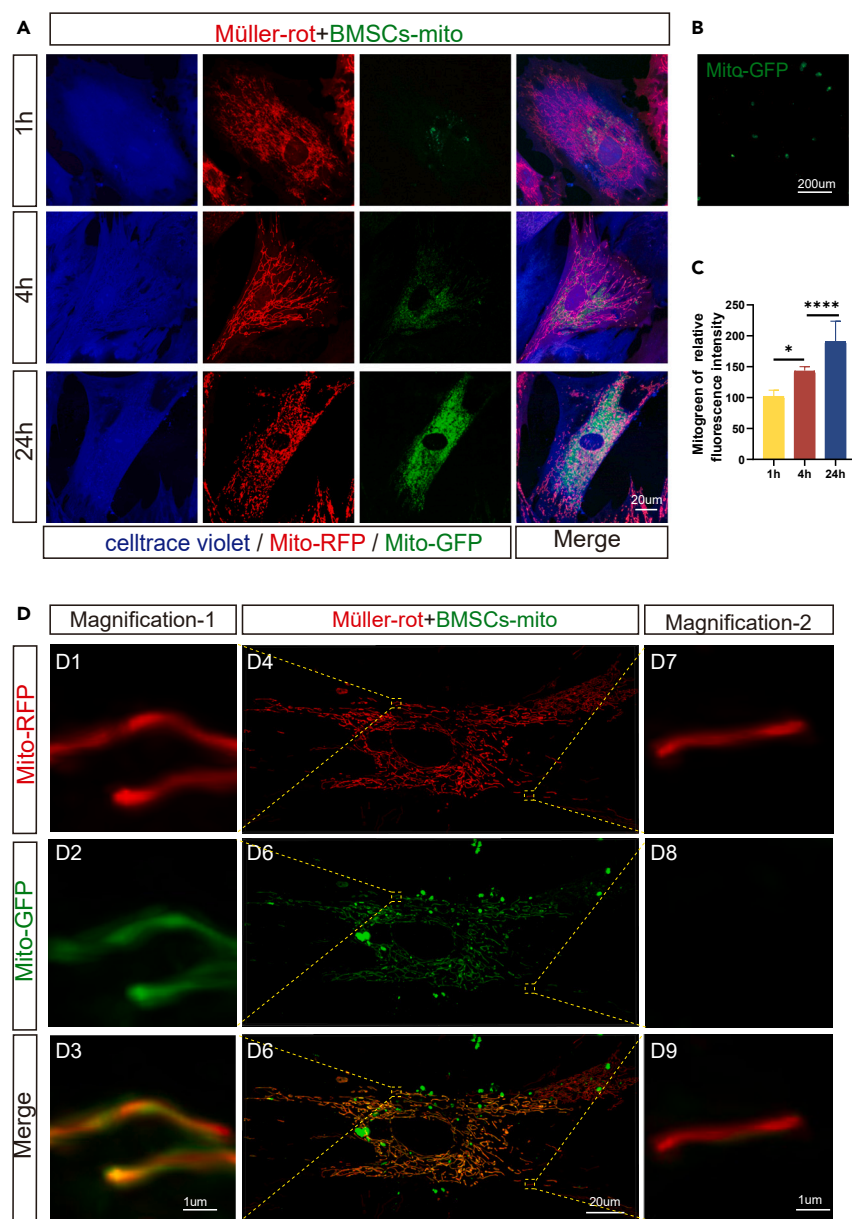 A
Müller-rot+BMSCs-mito
1h
4h
24h
20um
celltrace violet / Mito-RFP / Mito-GFP
Merge
B
Mito-GFP
200um
C
Mitogreen of relative
fluorescence intensity
250
200
150
100
50
0
*
****
1h
4h
24h
D
Magnification-1
Müller-rot+BMSCs-mito
Magnification-2
Mito-RFP
D1
D4
D7
Mito-GFP
D2
D6
D8
Merge
D3
D6
D9
1um
20um
1um